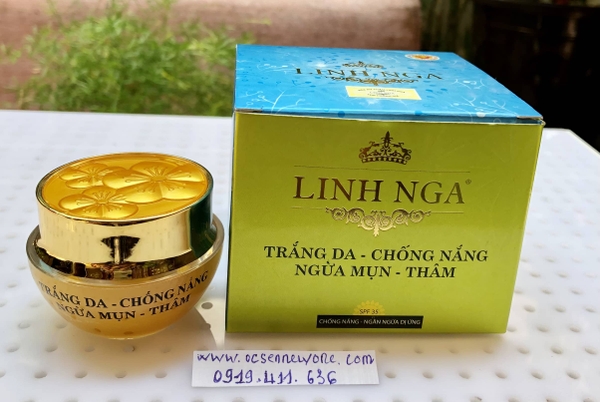 LINH NGA
LINH NGA®
TRẮNG DA - CHỐNG NẮNG
NGỪA MỤN - THÂM
SPF 35
CHỐNG NẮNG - NGĂN NGỪA DỊ ỨNG
TRẮNG DA - CHỐNG NẮNG
NGỪA MỤN - THÂM
www.ocsennewyone.com
0919.411.636